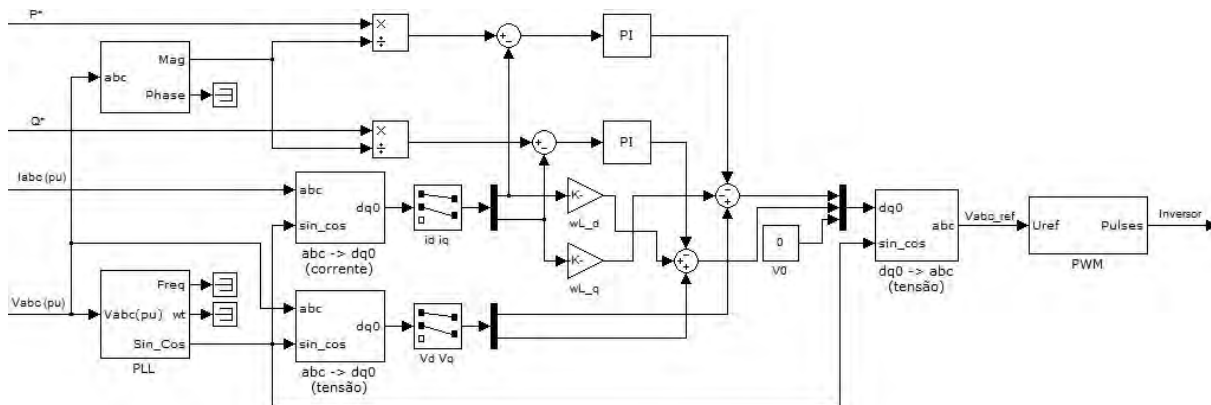 P*
×
÷
PI
Mag
abc
Phase
Q*
×
÷
PI
Iabc (pu)
abc
dq0
sin_cos
abc -> dq0
(corrente)
id iq
K-
wL_d
K-
wL_q
0
V0
dq0
abc
sin_cos
dq0 -> abc
(tensão)
Vabc_ref
Uref
Pulses
PWM
Inversor
Vabc (pu)
Freq
Vabc(pu)
wt
Sin_Cos
PLL
abc
dq0
sin_cos
abc -> dq0
(tensão)
Vd Vq